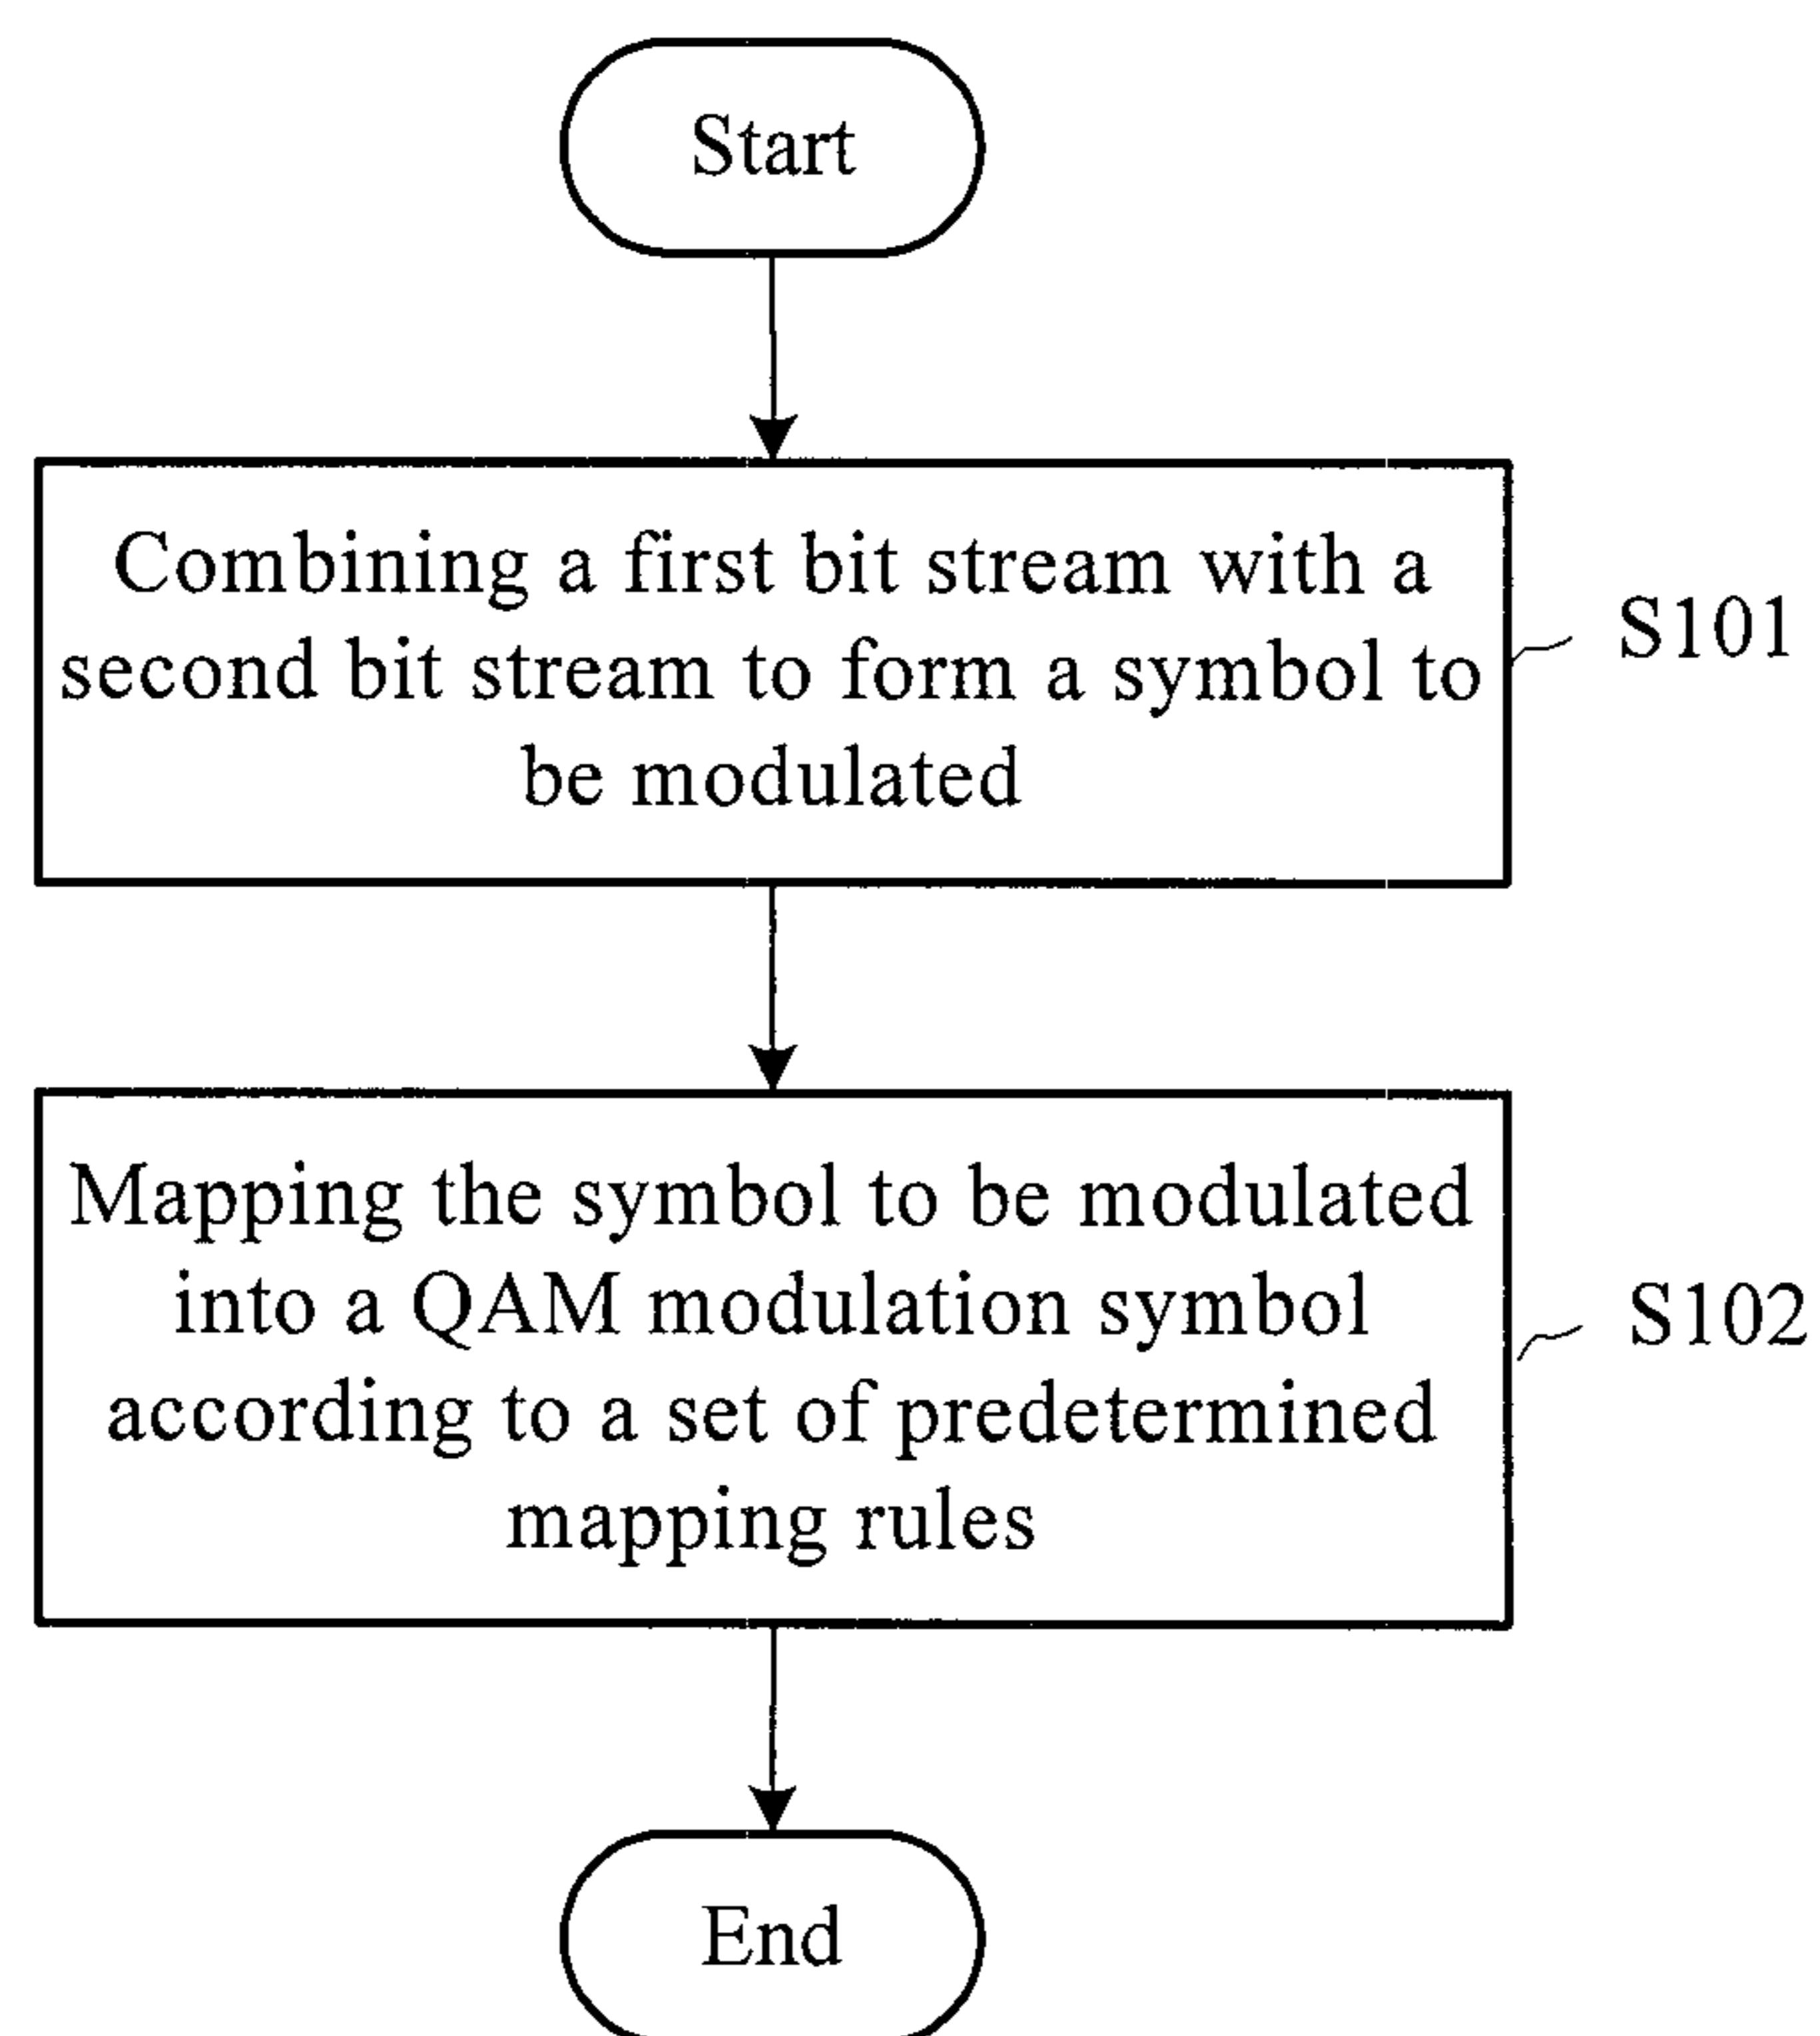 Start
Combining a first bit stream with a
second bit stream to form a symbol to
be modulated
S101
Mapping the symbol to be modulated
into a QAM modulation symbol
according to a set of predetermined
mapping rules
S102
End